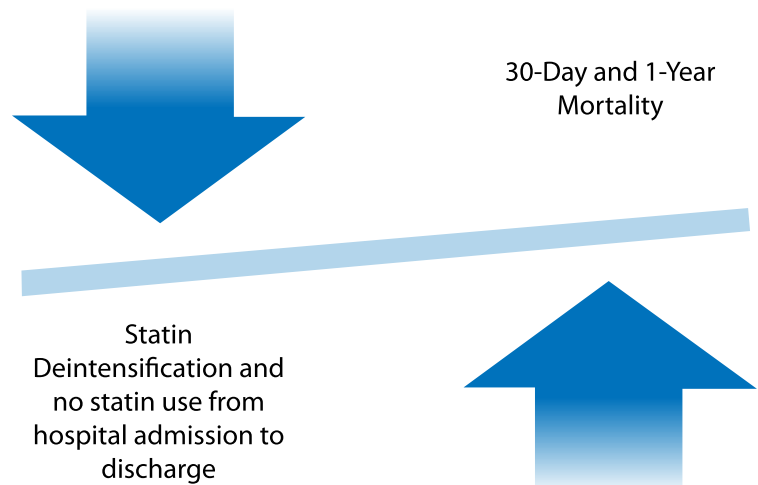 30-Day and 1-Year
Mortality
Statin
Deintensification and
no statin use from
hospital admission to
discharge